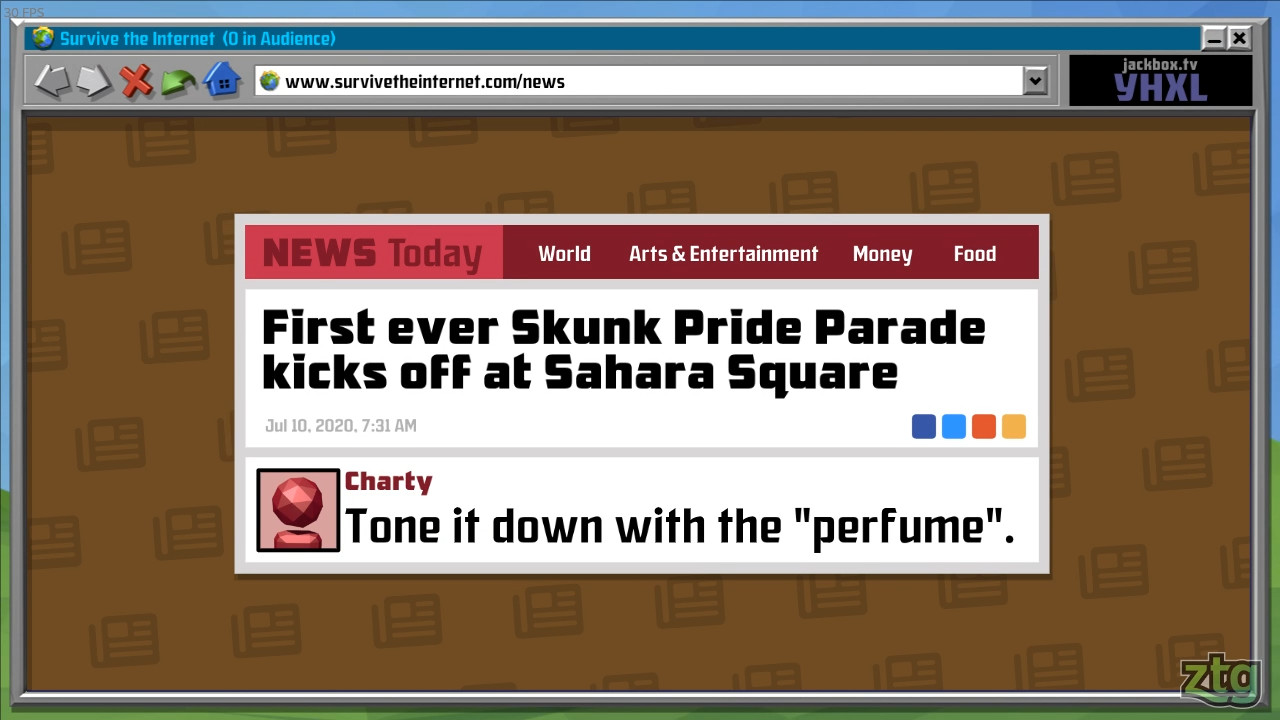 30 FPS
Survive the Internet (0 in Audience)
www.survivetheinternet.com/news
jackbox.tv
YHXL
NEWS Today World Arts & Entertainment Money Food
First ever Skunk Pride Parade
kicks off at Sahara Square
Jul 10, 2020, 7:31 AM
Charty
Tone it down with the "perfume".
ztg